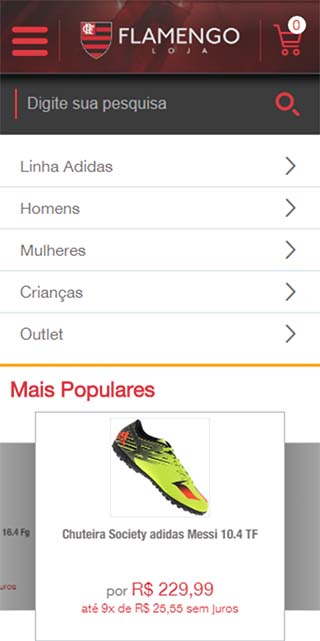 FLAMENGO
LOJA
0
Digite sua pesquisa
Linha Adidas
Homens
Mulheres
Crianças
Outlet
Mais Populares
16.4 Fg
Chuteira Society adidas Messi 10.4 TF
por R$ 229,99
uros
até 9x de R$ 25,55 sem juros